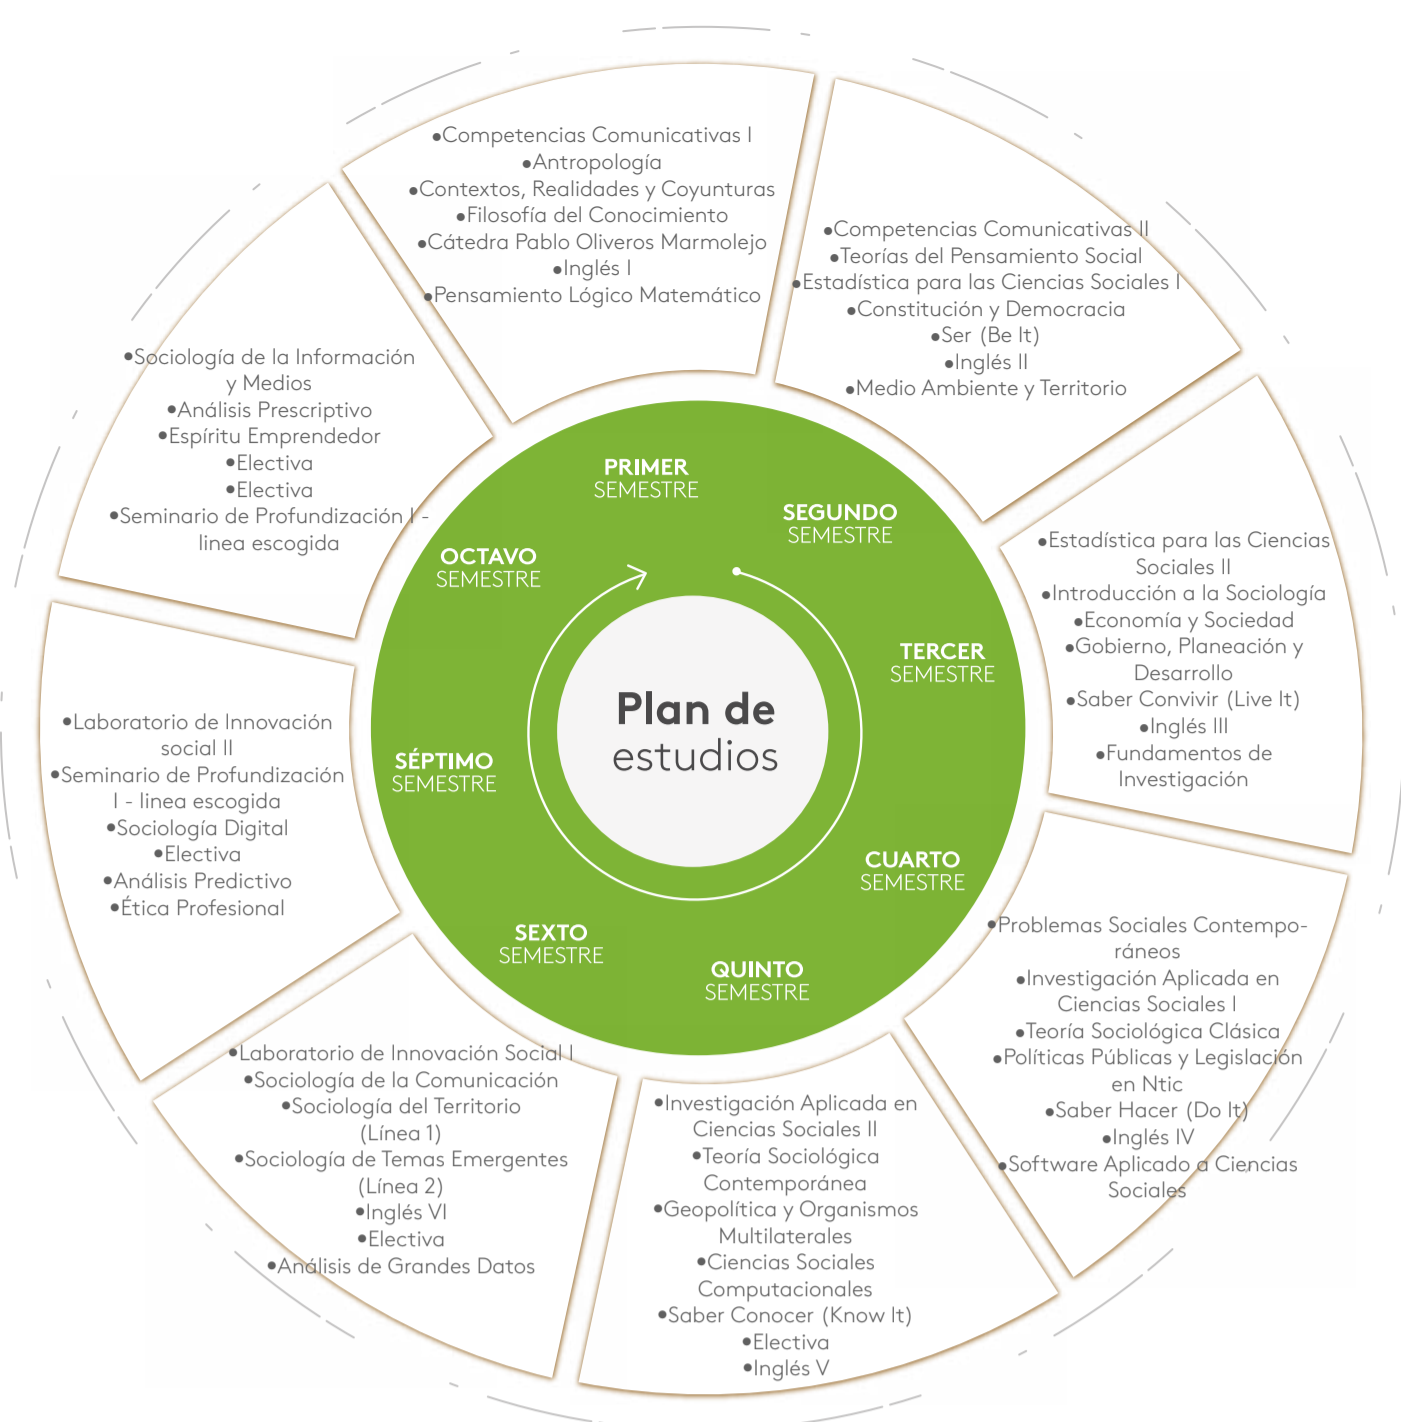 Plan de
estudios
PRIMER
SEMESTRE
•Competencias Comunicativas I
•Antropología
•Contextos, Realidades y Coyunturas
•Filosofía del Conocimiento
•Cátedra Pablo Oliveros Marmolejo
•Inglés I
•Pensamiento Lógico Matemático
SEGUNDO
SEMESTRE
•Competencias Comunicativas II
•Teorías del Pensamiento Social
•Estadística para las Ciencias Sociales I
•Constitución y Democracia
•Ser (Be It)
•Inglés II
•Medio Ambiente y Territorio
TERCER
SEMESTRE
•Estadística para las Ciencias
Sociales II
•Introducción a la Sociología
•Economía y Sociedad
•Gobierno, Planeación y
Desarrollo
•Saber Convivir (Live It)
•Inglés III
•Fundamentos de
Investigación
CUARTO
SEMESTRE
•Problemas Sociales Contempo-
ráneos
•Investigación Aplicada en
Ciencias Sociales I
•Teoría Sociológica Clásica
•Políticas Públicas y Legislación
en Ntic
•Saber Hacer (Do It)
•Inglés IV
•Software Aplicado a Ciencias
Sociales
QUINTO
SEMESTRE
•Investigación Aplicada en
Ciencias Sociales II
•Teoría Sociológica
Contemporánea
•Geopolítica y Organismos
Multilaterales
•Ciencias Sociales
Computacionales
•Saber Conocer (Know It)
•Electiva
•Inglés V
SEXTO
SEMESTRE
•Laboratorio de Innovación Social I
•Sociología de la Comunicación
•Sociología del Territorio
(Línea 1)
•Sociología de Temas Emergentes
(Línea 2)
•Inglés VI
•Electiva
•Análisis de Grandes Datos
SÉPTIMO
SEMESTRE
•Laboratorio de Innovación
social II
•Seminario de Profundización
I - linea escogida
•Sociología Digital
•Electiva
•Análisis Predictivo
•Ética Profesional
OCTAVO
SEMESTRE
•Sociología de la Información
y Medios
•Análisis Prescriptivo
•Espíritu Emprendedor
•Electiva
•Electiva
•Seminario de Profundización I -
linea escogida